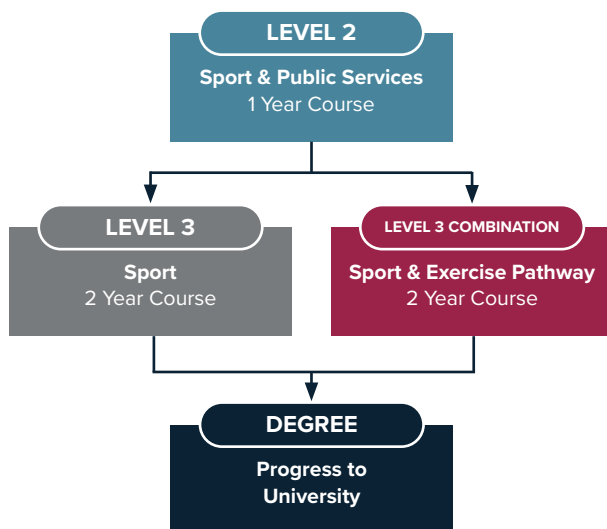 LEVEL 2
Sport & Public Services
1 Year Course
LEVEL 3
Sport
2 Year Course
LEVEL 3 COMBINATION
Sport & Exercise Pathway
2 Year Course
DEGREE
Progress to
University